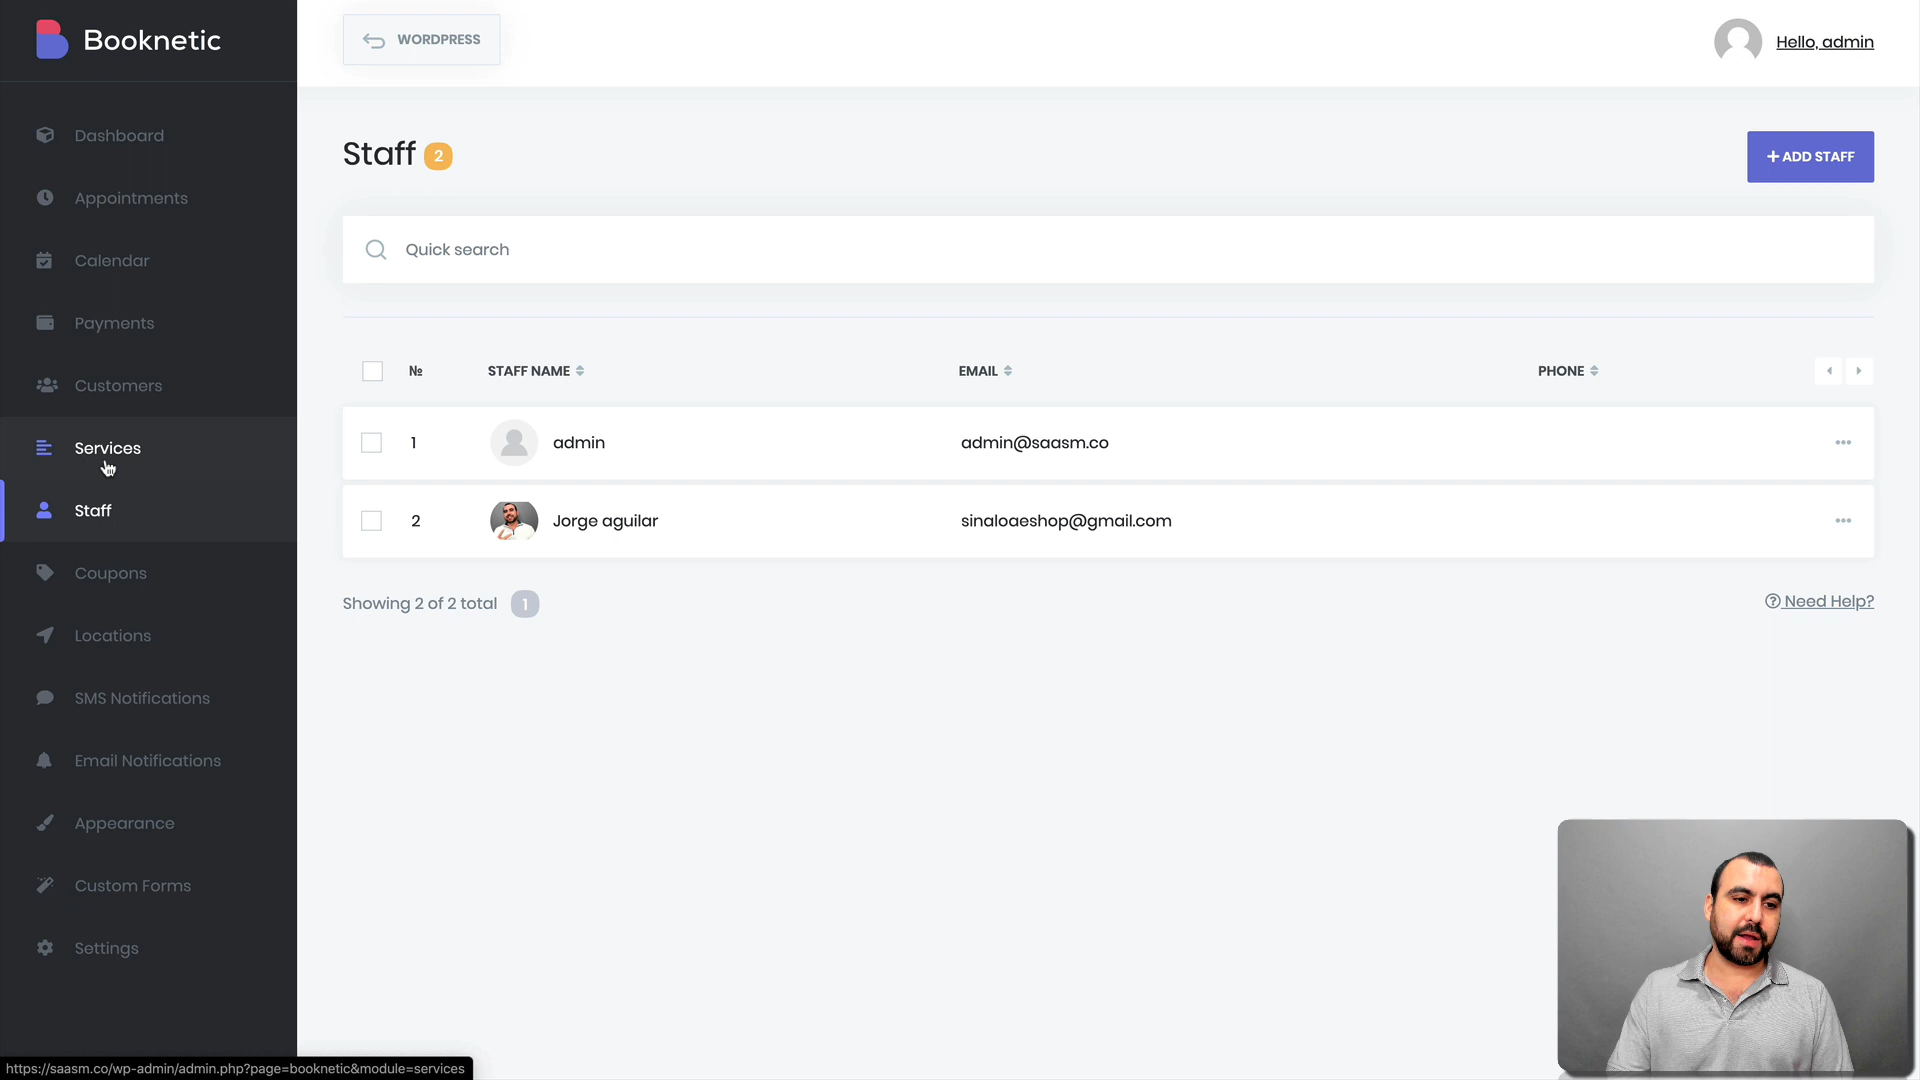 Booknetic
WORDPRESS
Hello, admin
Dashboard
Appointments
Calendar
Payments
Customers
Services
Staff
Coupons
Locations
SMS Notifications
Email Notifications
Appearance
Custom Forms
Settings
Staff 2
+ ADD STAFF
Quick search
№ STAFF NAME EMAIL PHONE
1 admin admin@saasm.co
2 Jorge aguilar sinaloaeshop@gmail.com
Showing 2 of 2 total 1
Need Help?
https://saasm.co/wp-admin/admin.php?page=booknetic&module=services